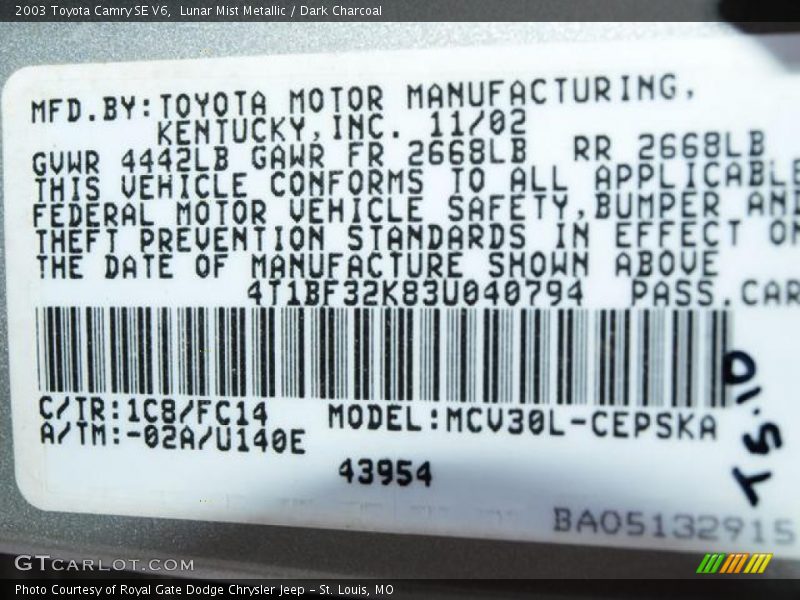 2003 Toyota Camry SE V6,  Lunar Mist Metallic / Dark Charcoal
MFD.BY:TOYOTA MOTOR MANUFACTURING,
KENTUCKY,INC. 11/02
GVWR 4442LB GAWR FR 2668LB RR 2668LB
THIS VEHICLE CONFORMS TO ALL APPLICABLE
FEDERAL MOTOR VEHICLE SAFETY,BUMPER AND
THEFT PREVENTION STANDARDS IN EFFECT ON
THE DATE OF MANUFACTURE SHOWN ABOVE
4T1BF32K83U040794 PASS.CAR
C/TR:1C8/FC14 MODEL:MCV30L-CEPSKA
A/TM:-02A/U140E
43954
BA05132915
GTCARLOT.COM
Photo Courtesy of Royal Gate Dodge Chrysler Jeep - St. Louis, MO